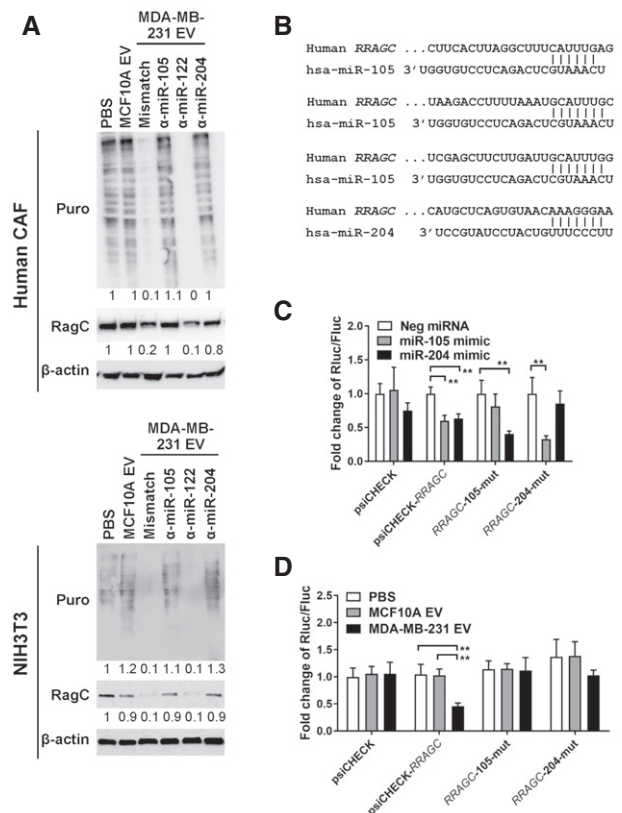 A
MDA-MB-
231 EV
PBS
MCF10A EV
Mismatch
α-miR-105
α-miR-122
α-miR-204
Human CAF
Puro
1 1 0.1 1.1 0 1
RagC
1 1 0.2 1 0.1 0.8
β-actin
MDA-MB-
231 EV
PBS
MCF10A EV
Mismatch
α-miR-105
α-miR-122
α-miR-204
NIH3T3
Puro
1 1.2 0.1 1.1 0.1 1.3
RagC
1 0.9 0.1 0.9 0.1 0.9
β-actin
B
Human RRAGC ...CUUCACUUAGGCUUUCAUUUGAG
hsa-miR-105 3'UGGUGUCCUCAGACUCGUAAACU
Human RRAGC ...UAAGACCUUUUAAAUGCAUUUGC
hsa-miR-105 3'UGGUGUCCUCAGACUCGUAAACU
Human RRAGC ...UCGAGCUUCUUGAUUGCAUUUGG
hsa-miR-105 3'UGGUGUCCUCAGACUCGUAAACU
Human RRAGC ...CAUGCUCAGUGUAACAAAGGGAA
hsa-miR-204 3'UCCGUAUCCUACUGUUUCCCUU
C
Neg miRNA
miR-105 mimic
miR-204 mimic
Fold change of Rluc/Fluc
2.0
1.5
1.0
0.5
0.0
**
**
**
**
psiCHECK
psiCHECK-RRAGC
RRAGC-105-mut
RRAGC-204-mut
D
PBS
MCF10A EV
MDA-MB-231 EV
Fold change of Rluc/Fluc
2.5
2.0
1.5
1.0
0.5
0.0
**
**
psiCHECK
psiCHECK-RRAGC
RRAGC-105-mut
RRAGC-204-mut